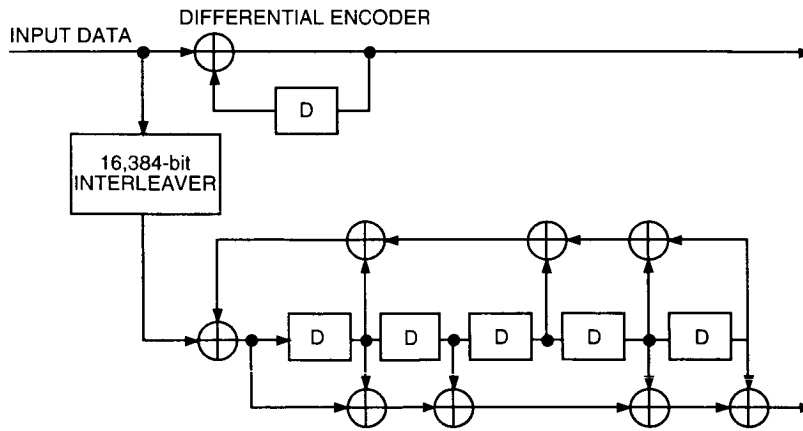 DIFFERENTIAL ENCODER
INPUT DATA
D
16,384-bit
INTERLEAVER
D
D
D
D
D